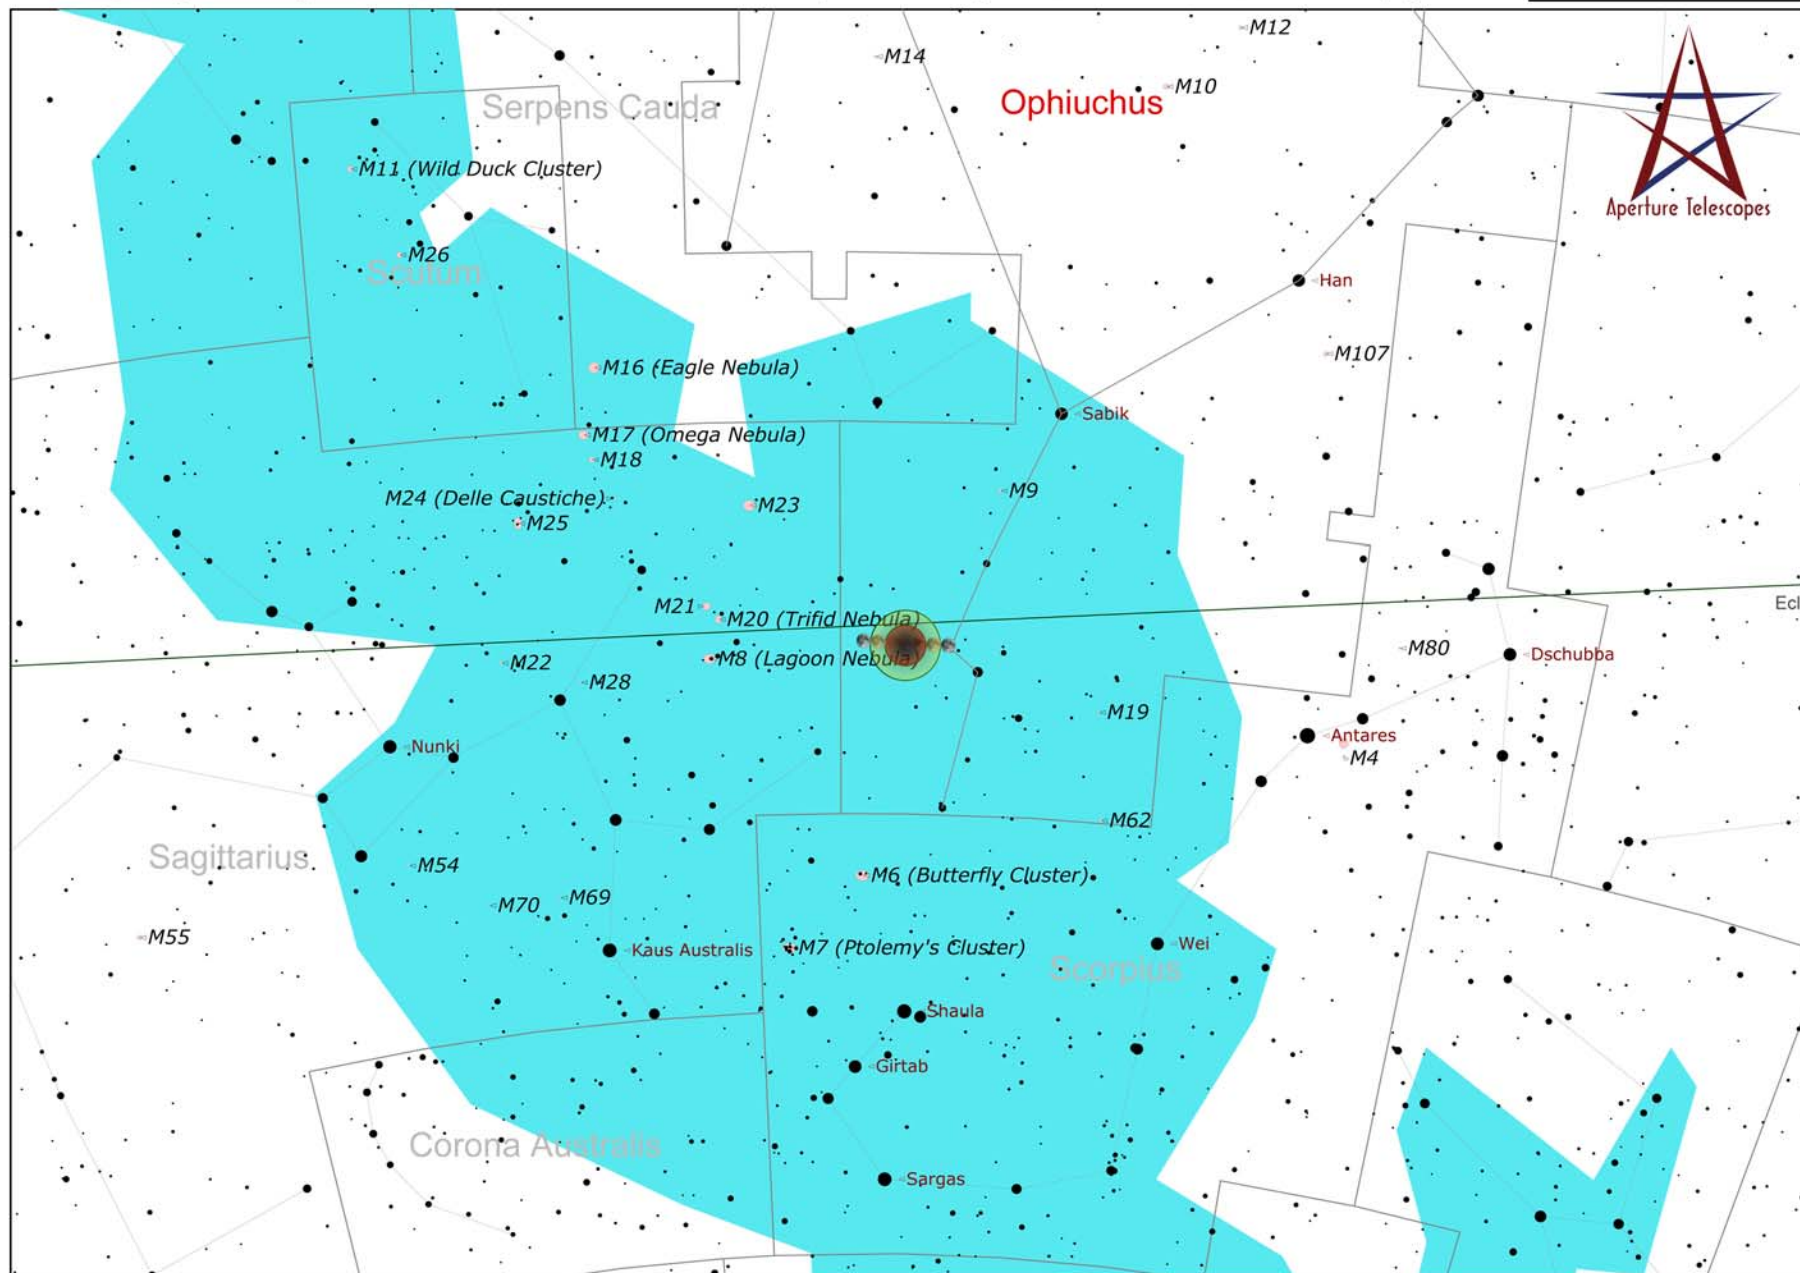 M12
M14
M10
Ophiuchus
Serpens Cauda
Aperture Telescopes
M11 (Wild Duck Cluster)
M26
Scutum
Han
M107
M16 (Eagle Nebula)
Sabik
M17 (Omega Nebula)
M18
M24 (Delle Caustiche)
M9
M23
M25
M21
Ecl
M20 (Trifid Nebula)
M80
Dschubba
M22
M8 (Lagoon Nebula)
M28
M19
Nunki
Antares
M4
M62
Sagittarius
M54
M6 (Butterfly Cluster)
M70
M69
M55
Kaus Australis
M7 (Ptolemy's Cluster)
Wei
Scorpius
Shaula
Girtab
Corona Australis
Sargas